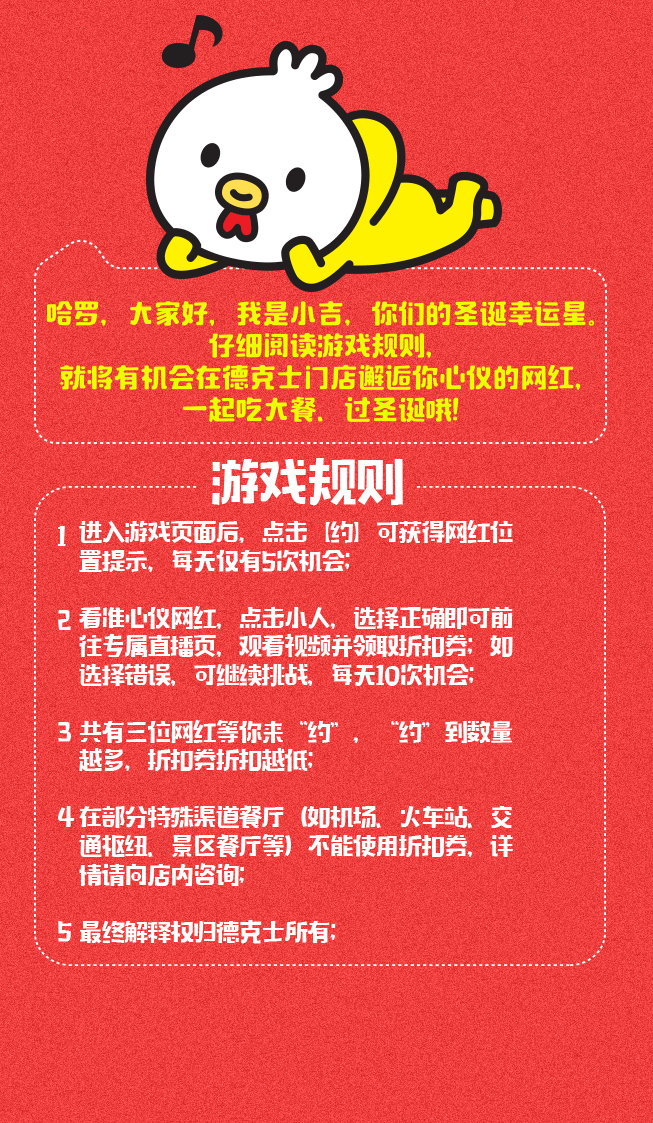 哈罗，大家好，我是小吉，你们的圣诞幸运星。
仔细阅读游戏规则，
就将有机会在德克士门店邂逅你心仪的网红，
一起吃大餐，过圣诞哦！
游戏规则
1 进入游戏页面后，点击【约】可获得网红位
置提示，每天仅有5次机会；
2 看准心仪网红，点击小人，选择正确即可前
往专属直播页，观看视频并领取折扣券；如
选择错误，可继续挑战，每天10次机会；
3 共有三位网红等你来“约”，“约”到数量
越多，折扣券折扣越低；
4 在部分特殊渠道餐厅（如机场、火车站、交
通枢纽、景区餐厅等）不能使用折扣券，详
情请向店内咨询；
5 最终解释权归德克士所有；